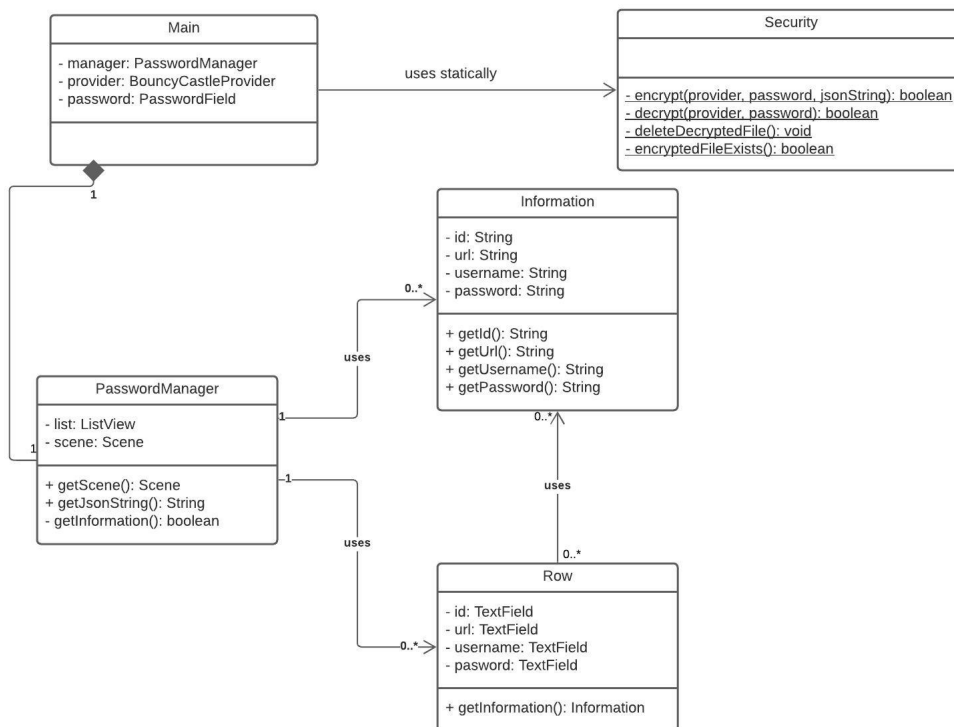 Main
- manager: PasswordManager
- provider: BouncyCastleProvider
- password: PasswordField
1
uses statically
Security
- encrypt(provider, password, jsonString): boolean
- decrypt(provider, password): boolean
- deleteDecryptedFile(): void
- encryptedFileExists(): boolean
Information
- id: String
- url: String
- username: String
- password: String
+ getId(): String
+ getUrl(): String
+ getUsername(): String
+ getPassword(): String
0..*
uses
1
PasswordManager
- list: ListView
- scene: Scene
+ getScene(): Scene
+ getJsonString(): String
- getInformation(): boolean
1
1
uses
0..*
0..*
uses
0..*
Row
- id: TextField
- url: TextField
- username: TextField
- pasword: TextField
+ getInformation(): Information